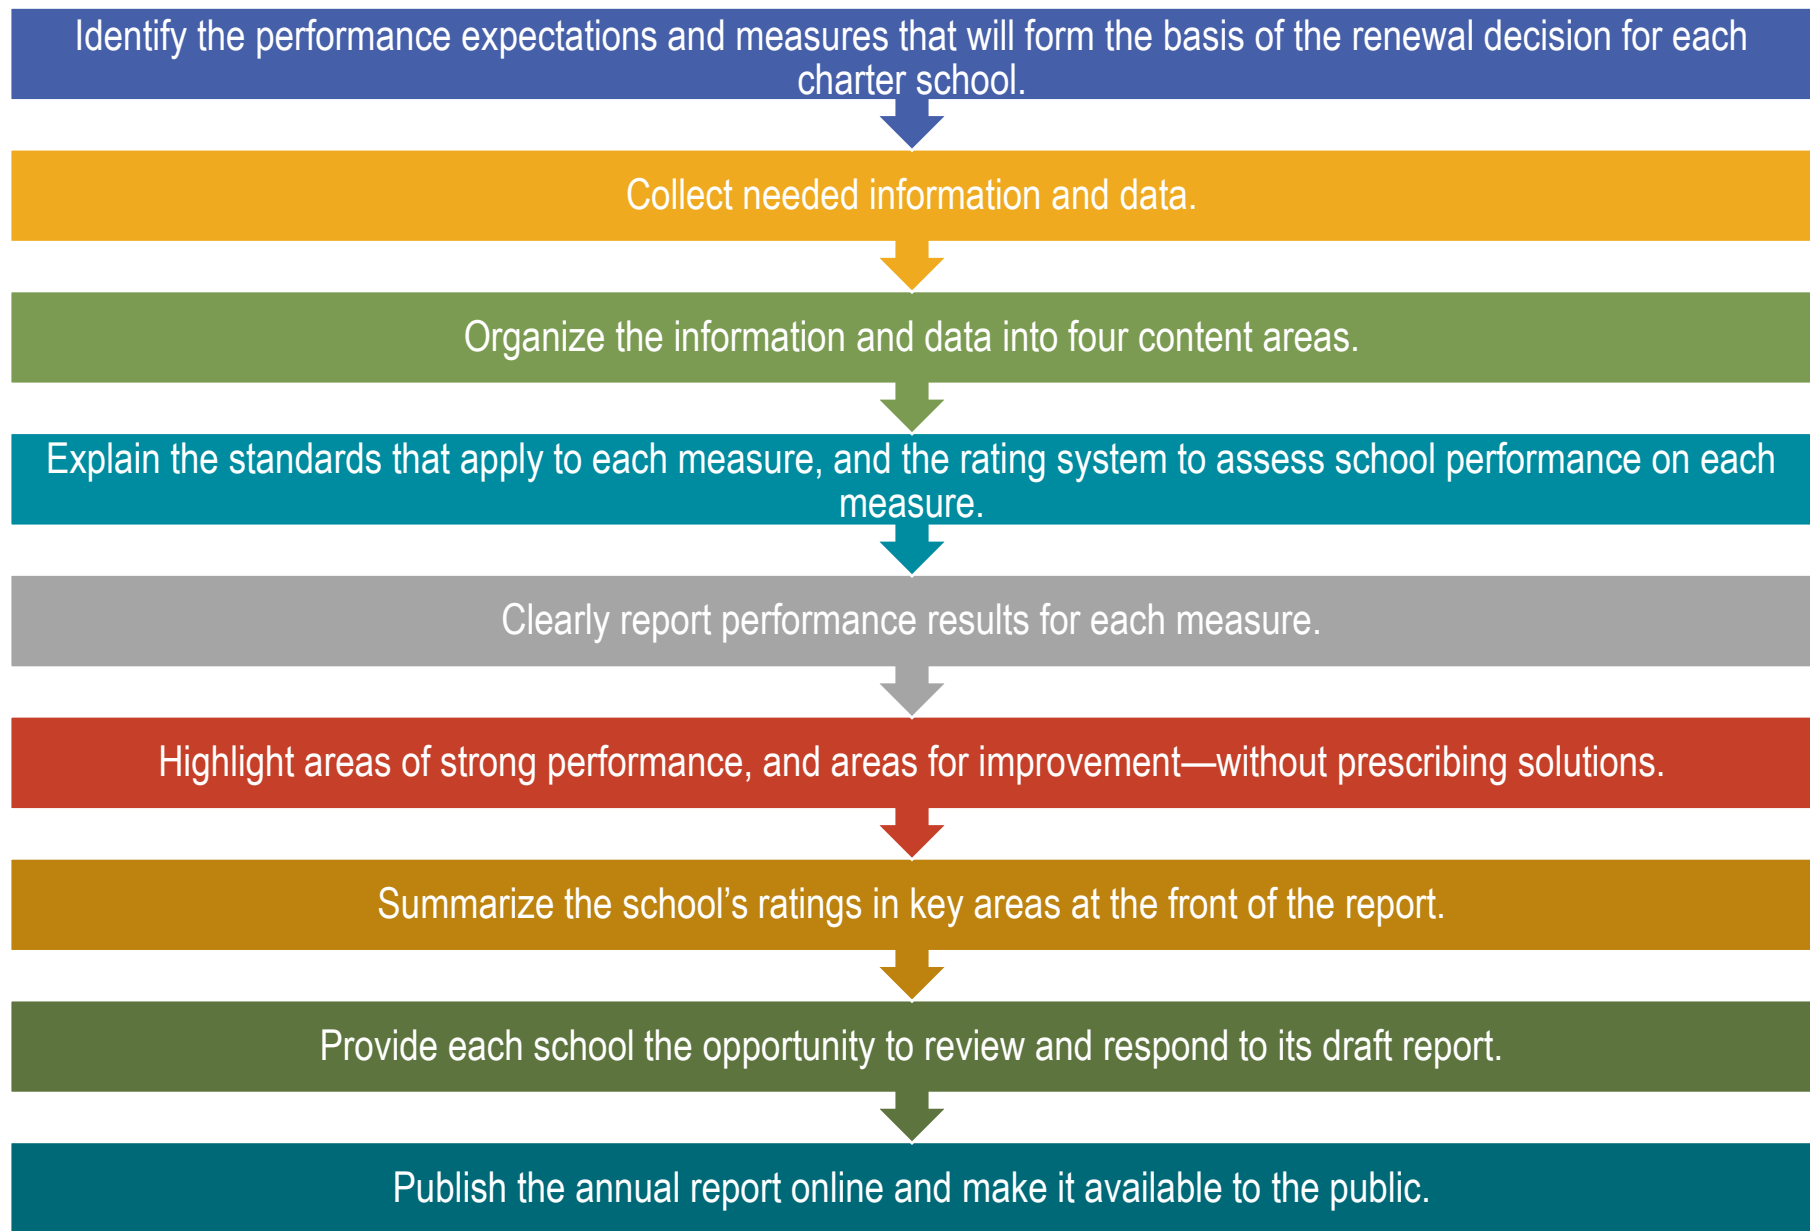 Identify the performance expectations and measures that will form the basis of the renewal decision for each
charter school.
Collect needed information and data.
Organize the information and data into four content areas.
Explain the standards that apply to each measure, and the rating system to assess school performance on each
measure.
Clearly report performance results for each measure.
Highlight areas of strong performance, and areas for improvement—without prescribing solutions.
Summarize the school’s ratings in key areas at the front of the report.
Provide each school the opportunity to review and respond to its draft report.
Publish the annual report online and make it available to the public.